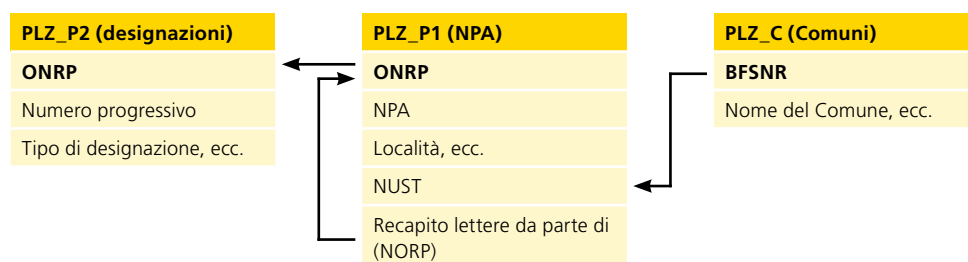 PLZ_P2 (designazioni)
ONRP
Numero progressivo
Tipo di designazione, ecc.
PLZ_P1 (NPA)
ONRP
NPA
Località, ecc.
NUST
Recapito lettere da parte di
(NORP)
PLZ_C (Comuni)
BFSNR
Nome del Comune, ecc.